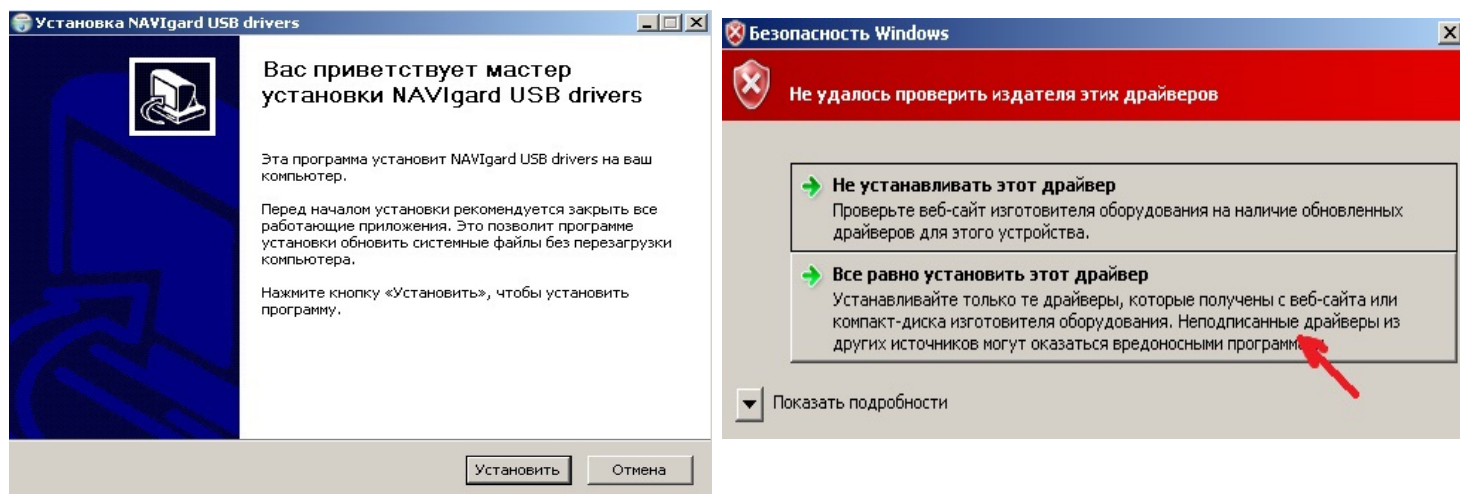 Установка NAVIgard USB drivers
Вас приветствует мастер
установки NAVIgard USB drivers
Эта программа установит NAVIgard USB drivers на ваш
компьютер.
Перед началом установки рекомендуется закрыть все
работающие приложения. Это позволит программе
установки обновить системные файлы без перезагрузки
компьютера.
Нажмите кнопку «Установить», чтобы установить
программу.
Установить
Отмена
Безопасность Windows
Не удалось проверить издателя этих драйверов
Не устанавливать этот драйвер
Проверьте веб-сайт изготовителя оборудования на наличие обновленных
драйверов для этого устройства.
Все равно установить этот драйвер
Устанавливайте только те драйверы, которые получены с веб-сайта или
компакт-диска изготовителя оборудования. Неподписанные драйверы из
других источников могут оказаться вредоносными
Показать подробности